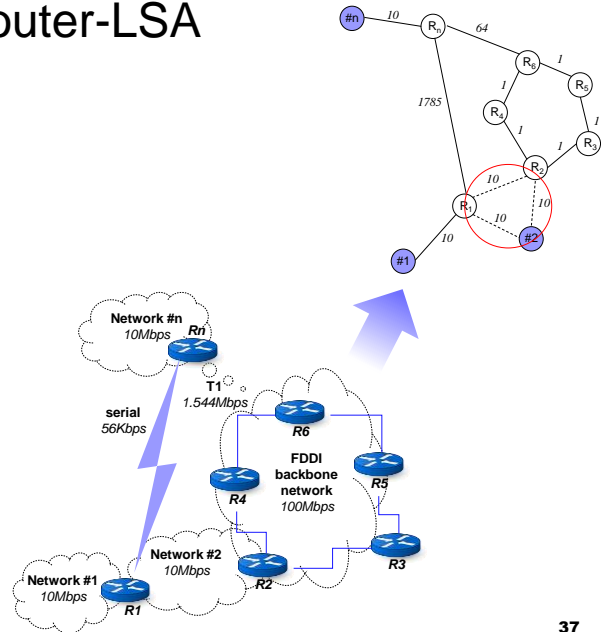 outer-LSA
#n
10
Rn
64
R6
1
R5
1785
1
R4
1
1
R3
1
R2
10
R1
10
10
#2
10
#1
Network #n
10Mbps
Rn
T1
1.544Mbps
serial
56Kbps
R6
FDDI
backbone
network
100Mbps
R5
R4
Network #2
10Mbps
R2
R3
Network #1
10Mbps
R1
37